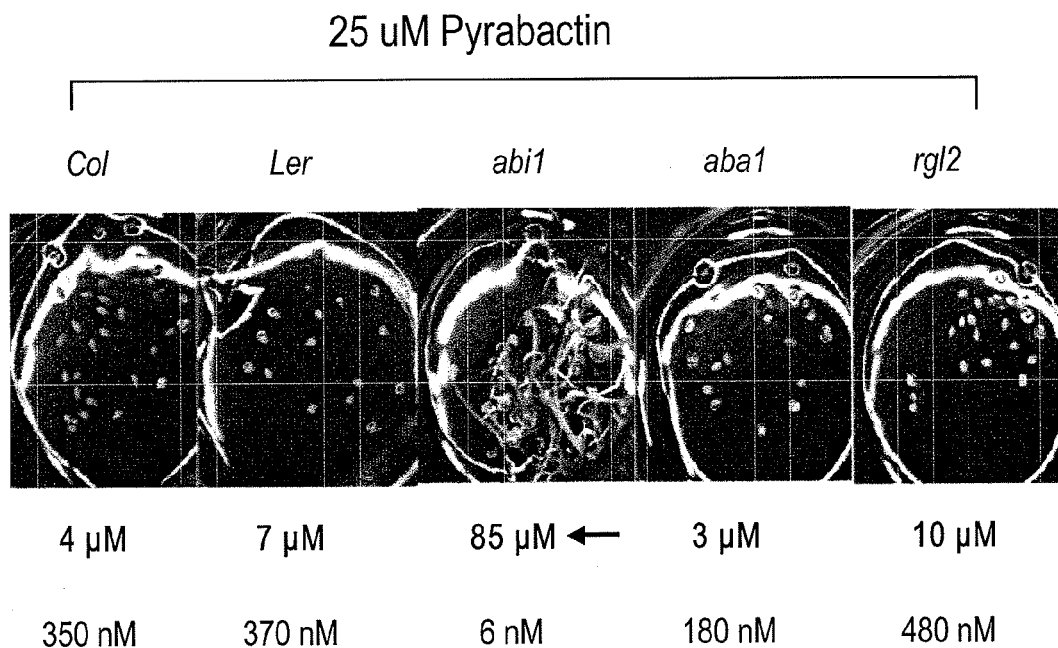 25 uM Pyrabactin
Col Ler abi1 aba1 rgl2
4 µM 7 µM 85 µM 3 µM 10 µM
350 nM 370 nM 6 nM 180 nM 480 nM